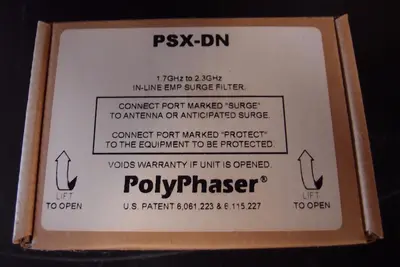 PSX-DN
1.7GHz to 2.3GHz
IN-LINE EMP SURGE FILTER.
CONNECT PORT MARKED "SURGE"
TO ANTENNA OR ANTICIPATED SURGE.
CONNECT PORT MARKED "PROTECT"
TO THE EQUIPMENT TO BE PROTECTED.
VOIDS WARRANTY IF UNIT IS OPENED.
LIFT
TO OPEN
PolyPhaser®
U.S. PATENT 6,061,223 & 6,115,227
LIFT
TO OPEN